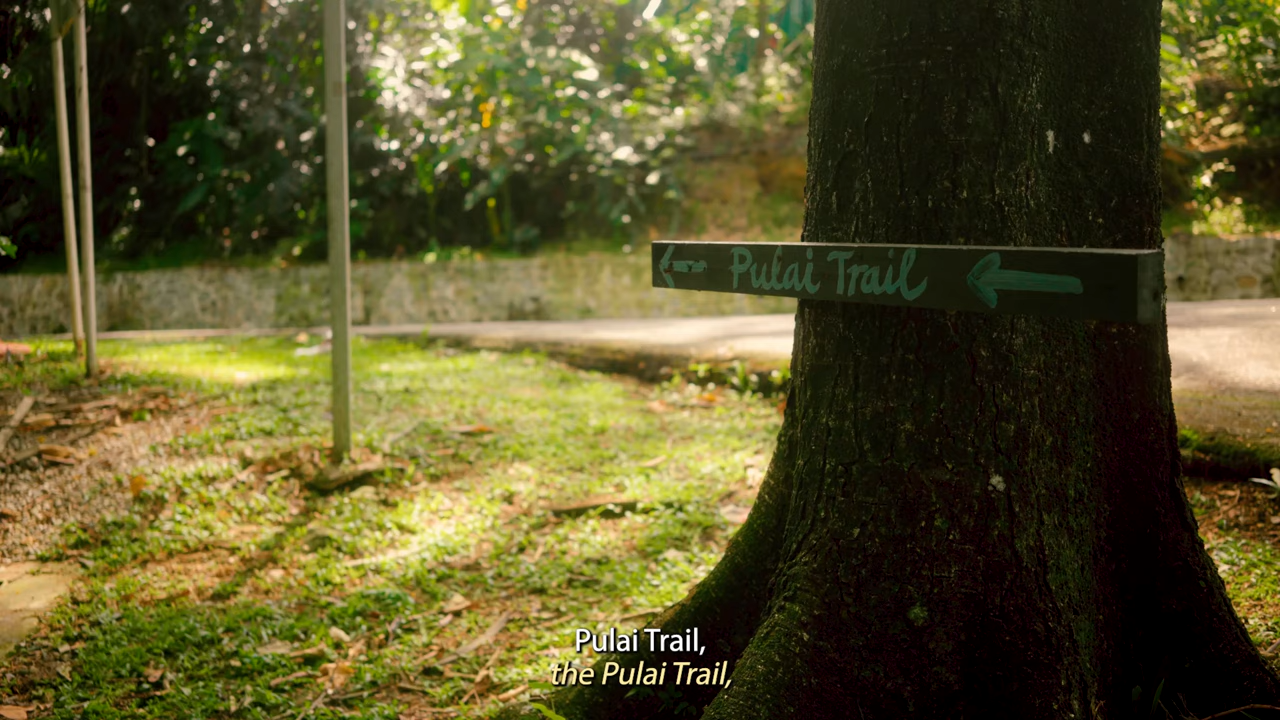 ← Pulai Trail ←
Pulai Trail,
the Pulai Trail,